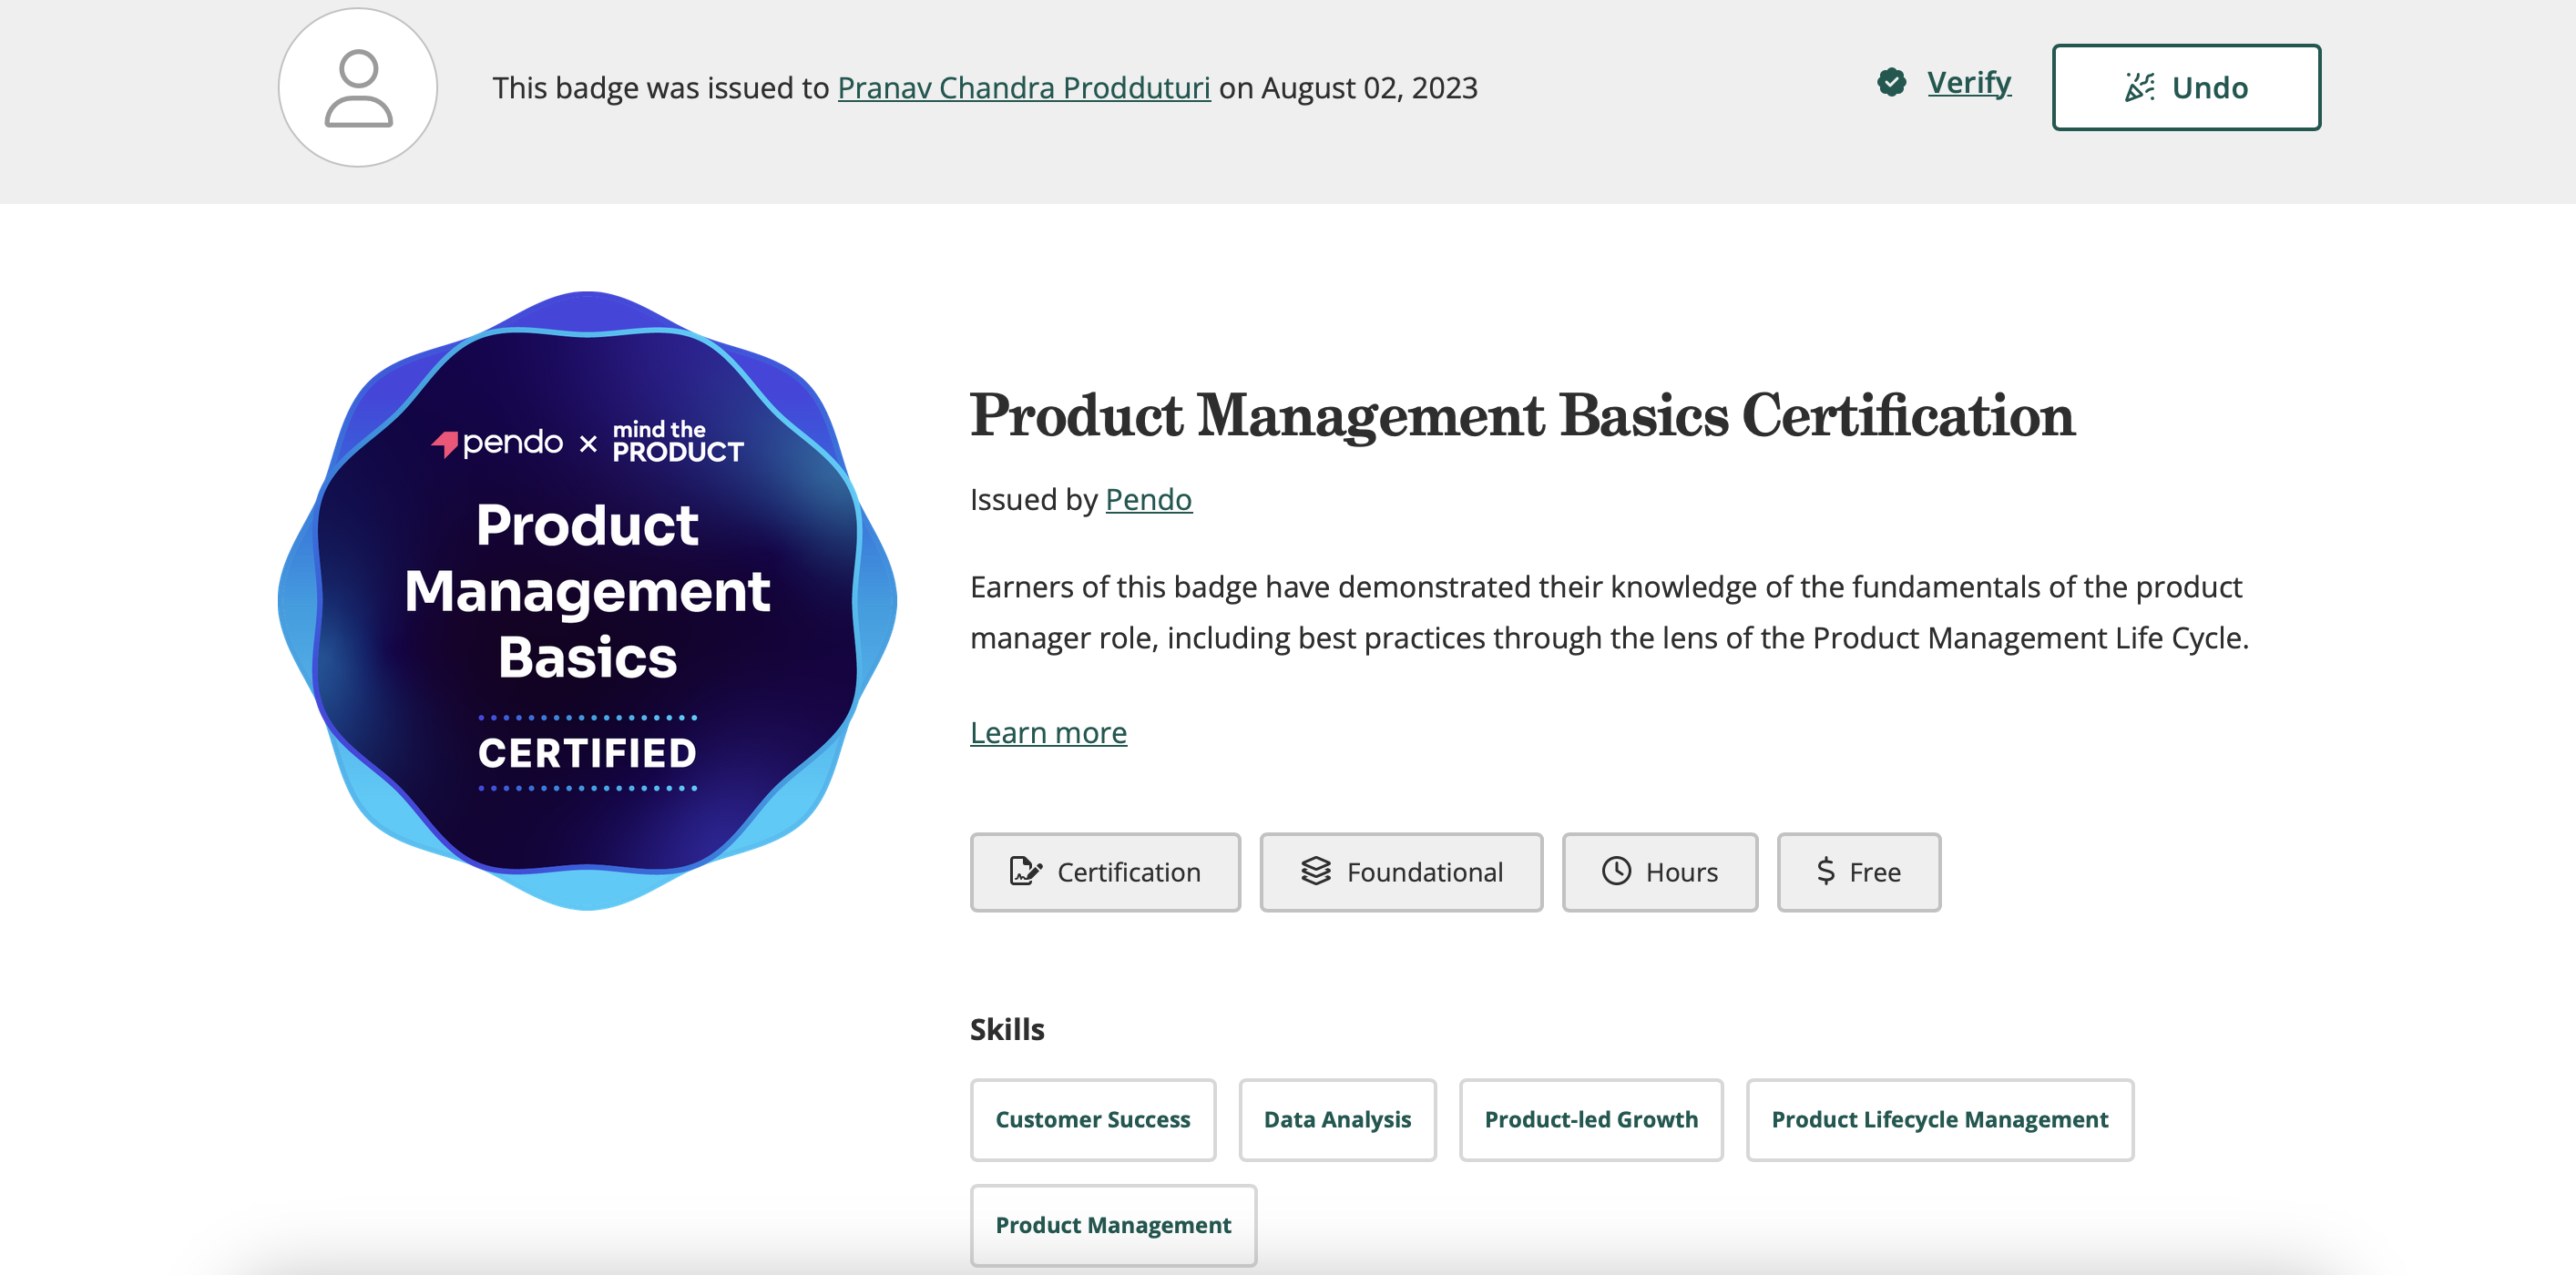 This badge was issued to Pranav Chandra Prodduturi on August 02, 2023
Verify
Undo
pendo × mind the PRODUCT
Product
Management
Basics
CERTIFIED
Product Management Basics Certification
Issued by Pendo
Earners of this badge have demonstrated their knowledge of the fundamentals of the product
manager role, including best practices through the lens of the Product Management Life Cycle.
Learn more
Certification
Foundational
Hours
$ Free
Skills
Customer Success
Data Analysis
Product-led Growth
Product Lifecycle Management
Product Management